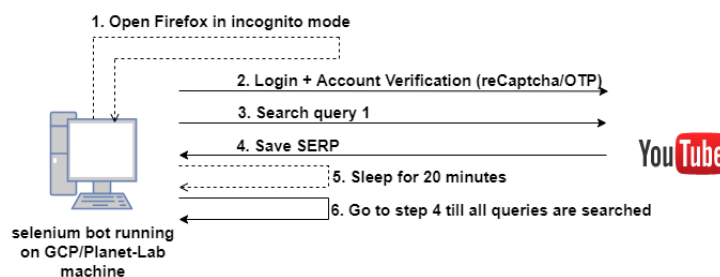 1. Open Firefox in incognito mode
2. Login + Account Verification (reCaptcha/OTP)
3. Search query 1
4. Save SERP
YouTube
5. Sleep for 20 minutes
6. Go to step 4 till all queries are searched
selenium bot running
on GCP/Planet-Lab
machine